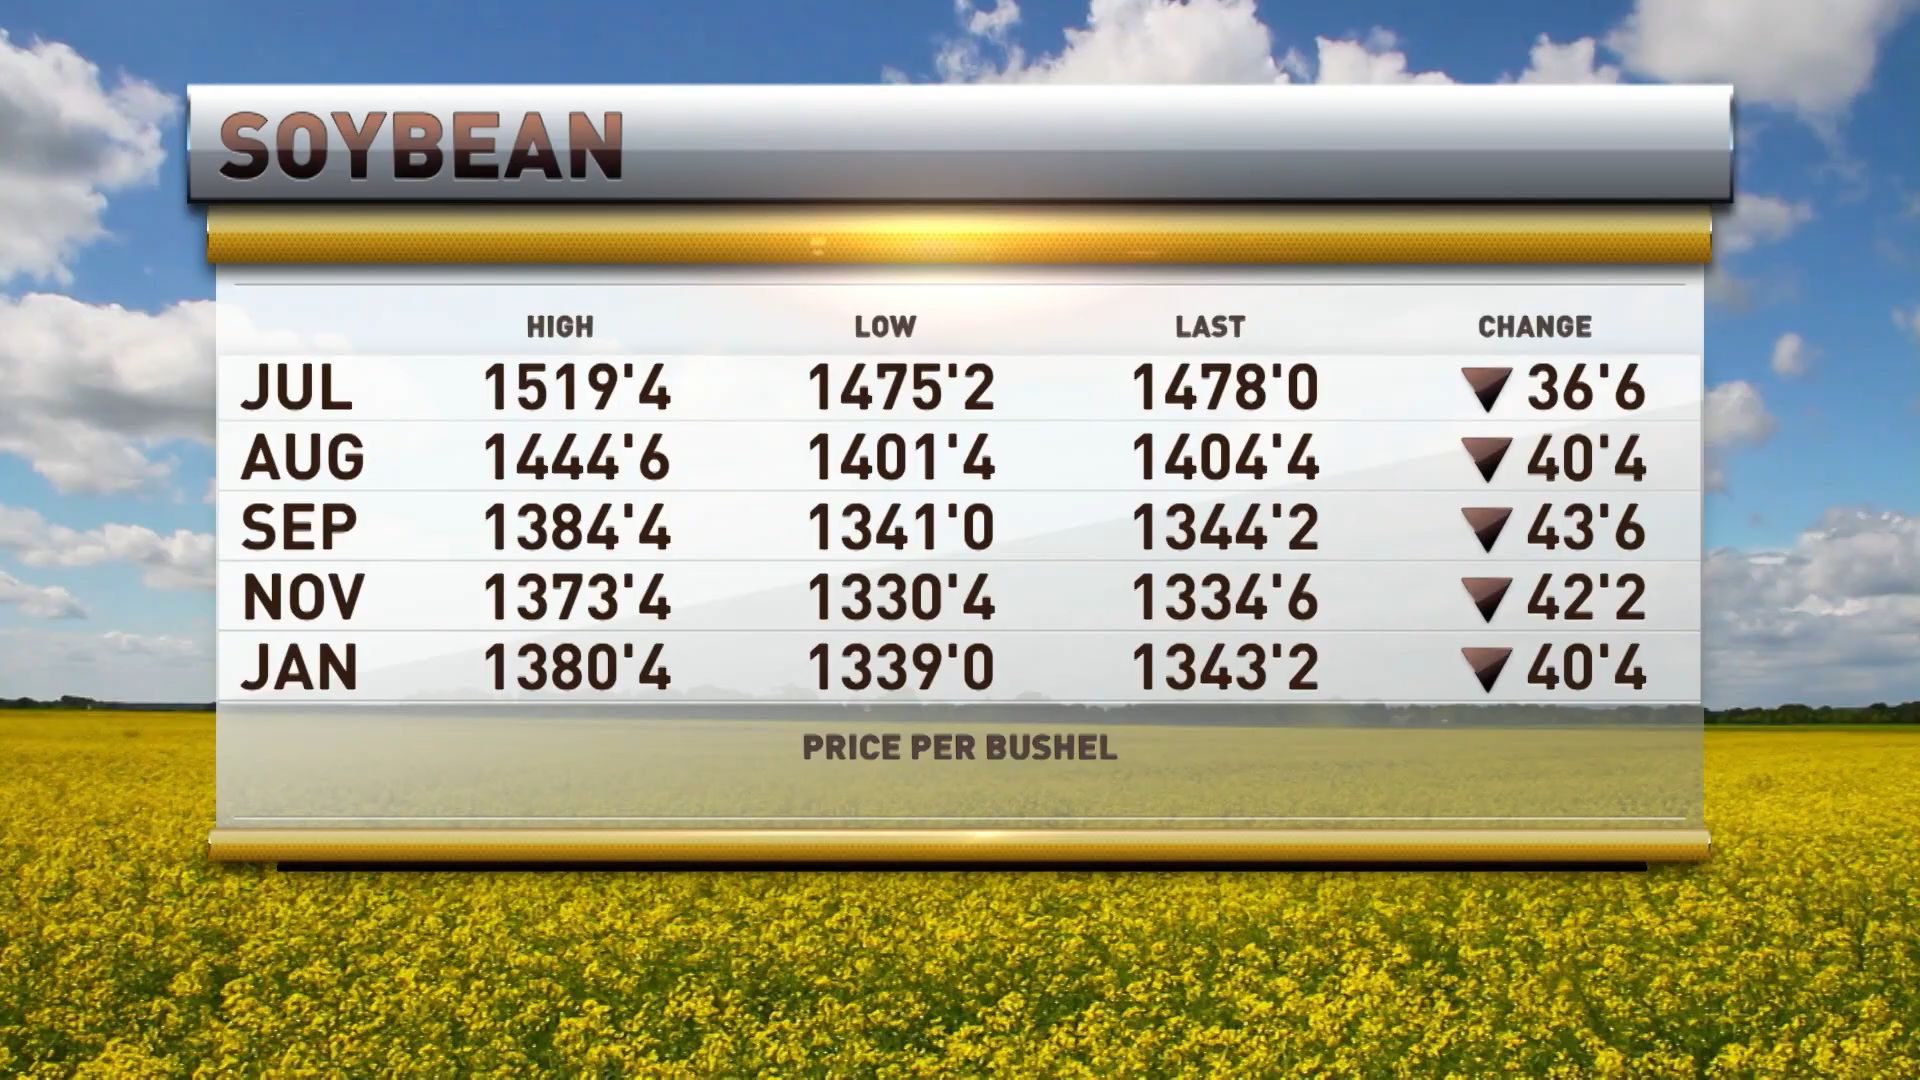 SOYBEAN
HIGH LOW LAST CHANGE
JUL 1519'4 1475'2 1478'0 ▼ 36'6
AUG 1444'6 1401'4 1404'4 ▼ 40'4
SEP 1384'4 1341'0 1344'2 ▼ 43'6
NOV 1373'4 1330'4 1334'6 ▼ 42'2
JAN 1380'4 1339'0 1343'2 ▼ 40'4
PRICE PER BUSHEL